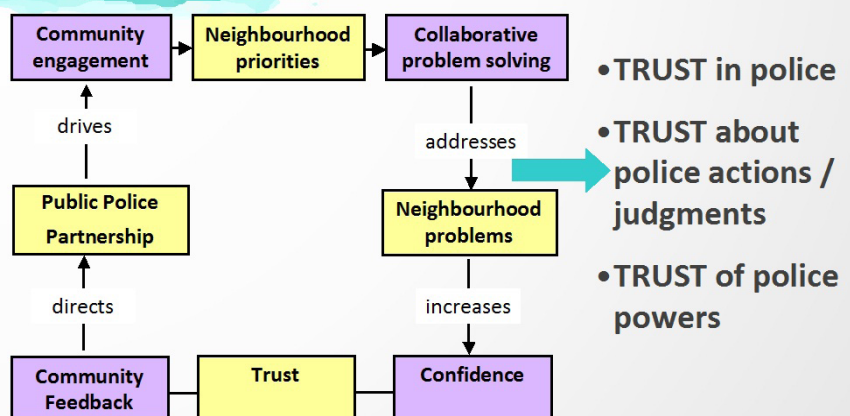 Community
engagement
Neighbourhood
priorities
Collaborative
problem solving
drives
addresses
Public Police
Partnership
Neighbourhood
problems
directs
increases
Community
Feedback
Trust
Confidence
•TRUST in police
•TRUST about
police actions /
judgments
•TRUST of police
powers